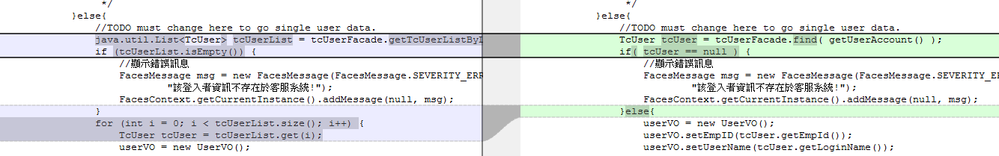 */
}else{
//TODO must change here to go single user data.
java.util.List<TcUser> tcUserList = tcUserFacade.getTcUserListByL
if (tcUserList.isEmpty()) {
//顯示錯誤訊息
FacesMessage msg = new FacesMessage(FacesMessage.SEVERITY_ERR
"該登入者資訊不存在於客服系統!");
FacesContext.getCurrentInstance().addMessage(null, msg);
}
for (int i = 0; i < tcUserList.size(); i++) {
TcUser tcUser = tcUserList.get(i);
userVO = new UserVO();
*/
}else{
//TODO must change here to go single user data.
TcUser tcUser = tcUserFacade.find( getUserAccount() );
if( tcUser == null ) {
//顯示錯誤訊息
FacesMessage msg = new FacesMessage(FacesMessage.SEVERITY_ERR
"該登入者資訊不存在於客服系統!");
FacesContext.getCurrentInstance().addMessage(null, msg);
}else{
userVO = new UserVO();
userVO.setEmpID(tcUser.getEmpId());
userVO.setUserName(tcUser.getLoginName());